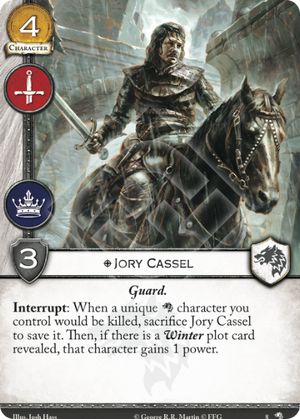 4
CHARACTER
3
JORY CASSEL
Guard.
Interrupt: When a unique character you
control would be killed, sacrifice Jory Cassel
to save it. Then, if there is a Winter plot card
revealed, that character gains 1 power.
Illus. Josh Hass
© George R.R. Martin © FFG
8